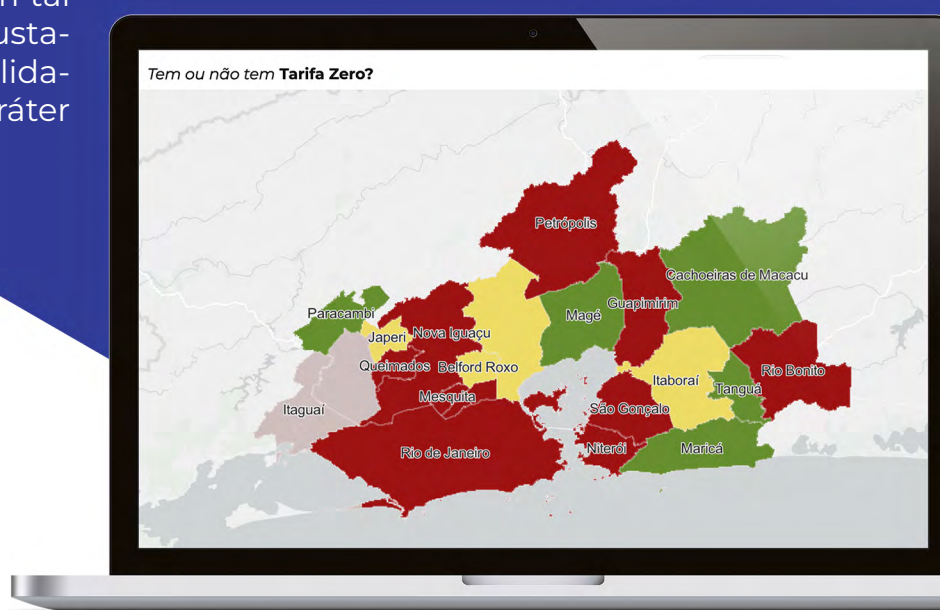 usta-
lida-
ráter
Tem ou não tem Tarifa Zero?
Petrópolis
Cachoeiras de Macacu
Guapimirim
Paracambi
Magé
Japeri
Nova Iguaçu
Queimados
Belford Roxo
Rio Bonito
Itaboraí
Tanguá
Mesquita
Itaguaí
São Gonçalo
Rio de Janeiro
Niterói
Maricá